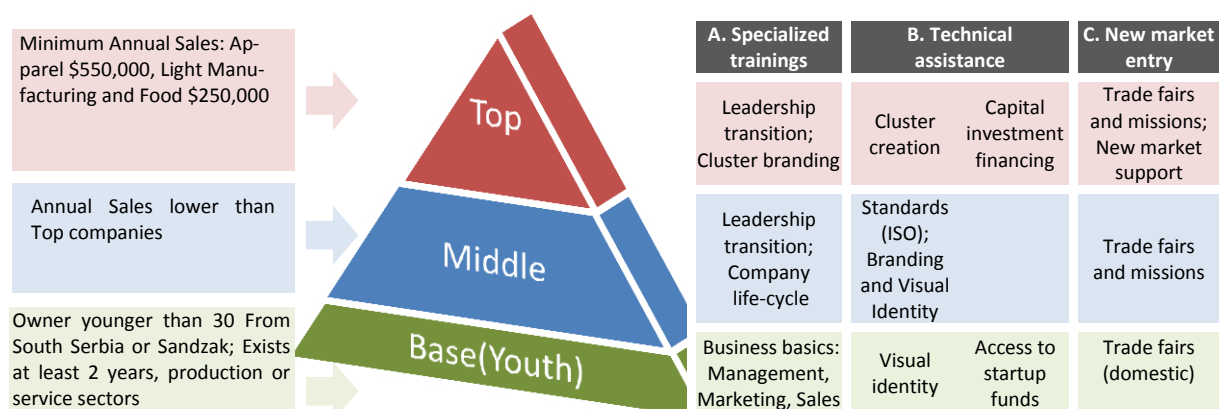 Minimum Annual Sales: Ap-
parel $550,000, Light Manu-
facturing and Food $250,000
Annual Sales lower than
Top companies
Owner younger than 30 From
South Serbia or Sandzak; Exists
at least 2 years, production or
service sectors
Top
Middle
Base(Youth)
A. Specialized
trainings
B. Technical
assistance
C. New market
entry
Leadership
transition;
Cluster branding
Cluster
creation
Capital
investment
financing
Trade fairs
and missions;
New market
support
Leadership
transition;
Company
life-cycle
Standards
(ISO);
Branding
and Visual
Identity
Trade fairs
and missions
Business basics:
Management,
Marketing, Sales
Visual
identity
Access to
startup
funds
Trade fairs
(domestic)